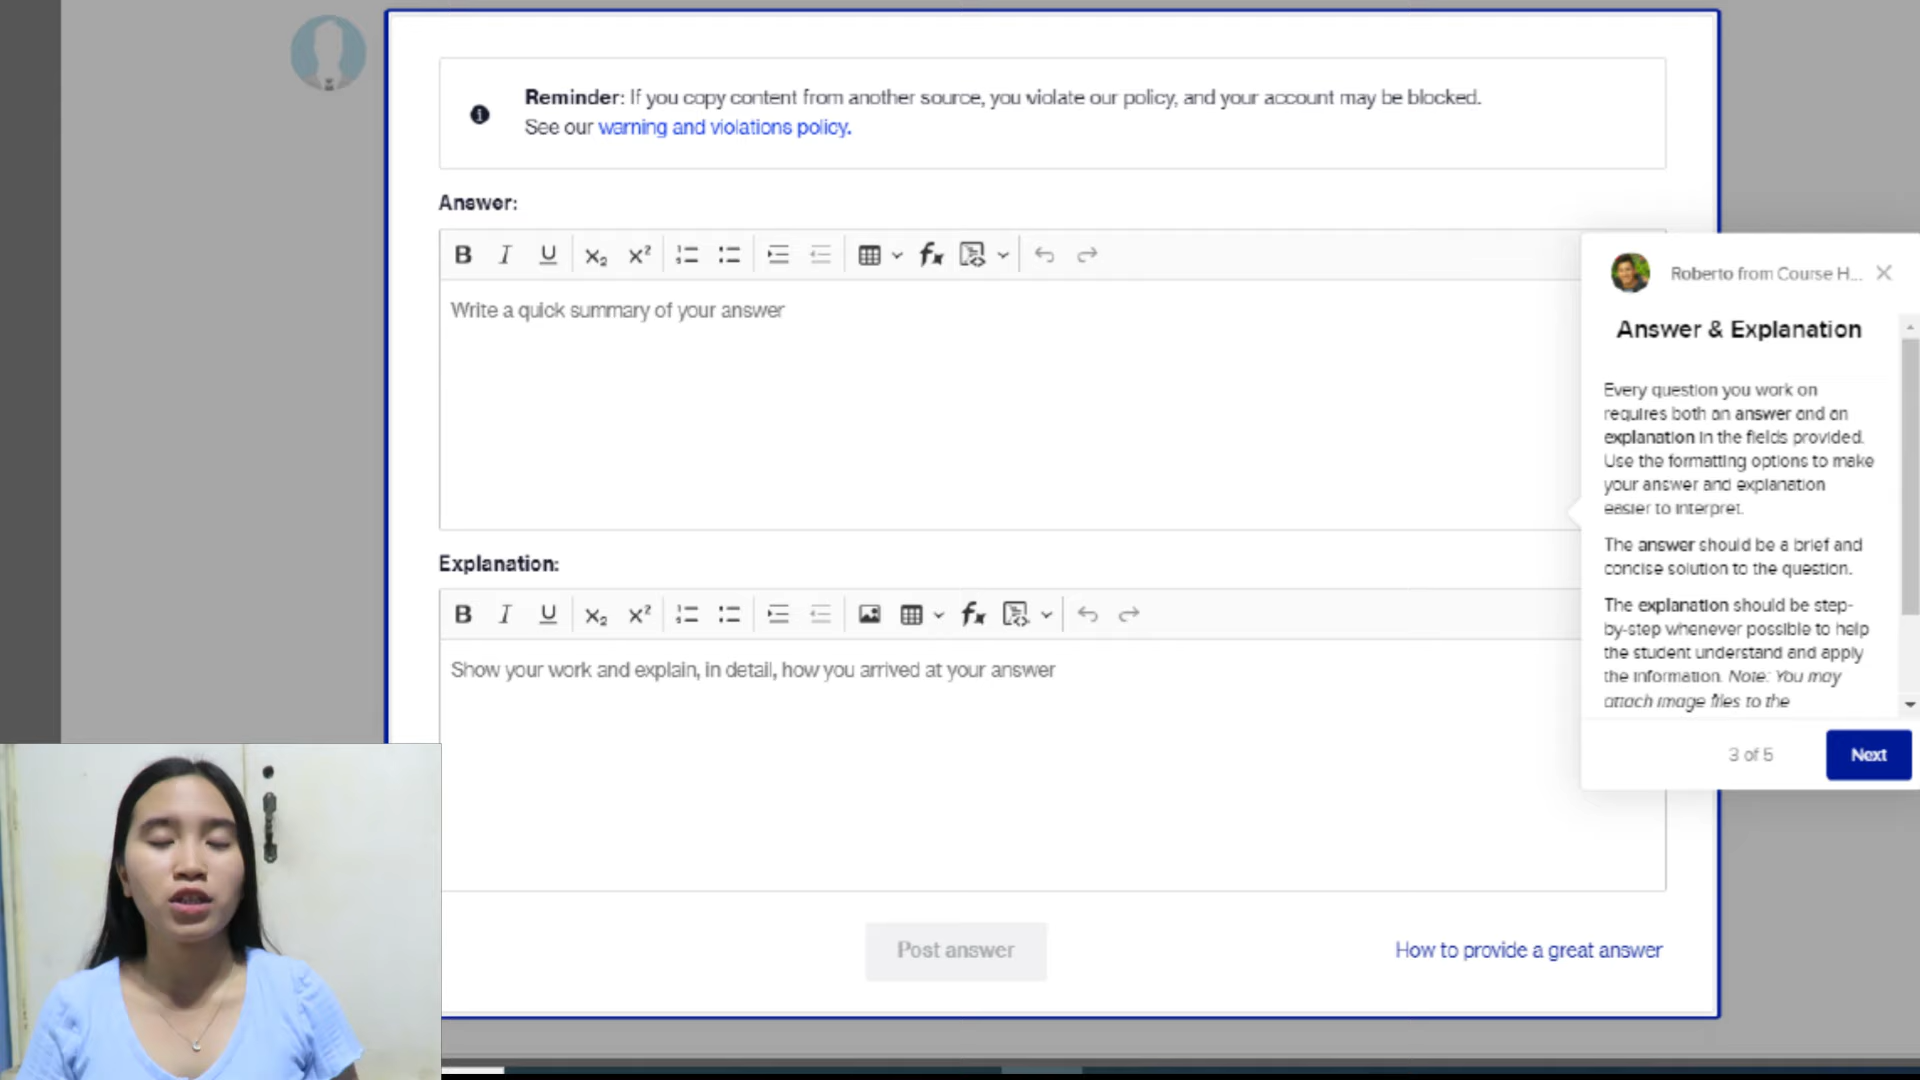 Reminder: If you copy content from another source, you violate our policy, and your account may be blocked.
See our warning and violations policy.
Answer:
B I U X₂ X²
Write a quick summary of your answer
Explanation:
B I U X₂ X²
Show your work and explain, in detail, how you arrived at your answer
Post answer
How to provide a great answer
Roberto from Course H...
Answer & Explanation
Every question you work on
requires both an answer and an
explanation in the fields provided.
Use the formatting options to make
your answer and explanation
easier to interpret.
The answer should be a brief and
concise solution to the question.
The explanation should be step-
by-step whenever possible to help
the student understand and apply
the information. Note: You may
attach image files to the
3 of 5
Next